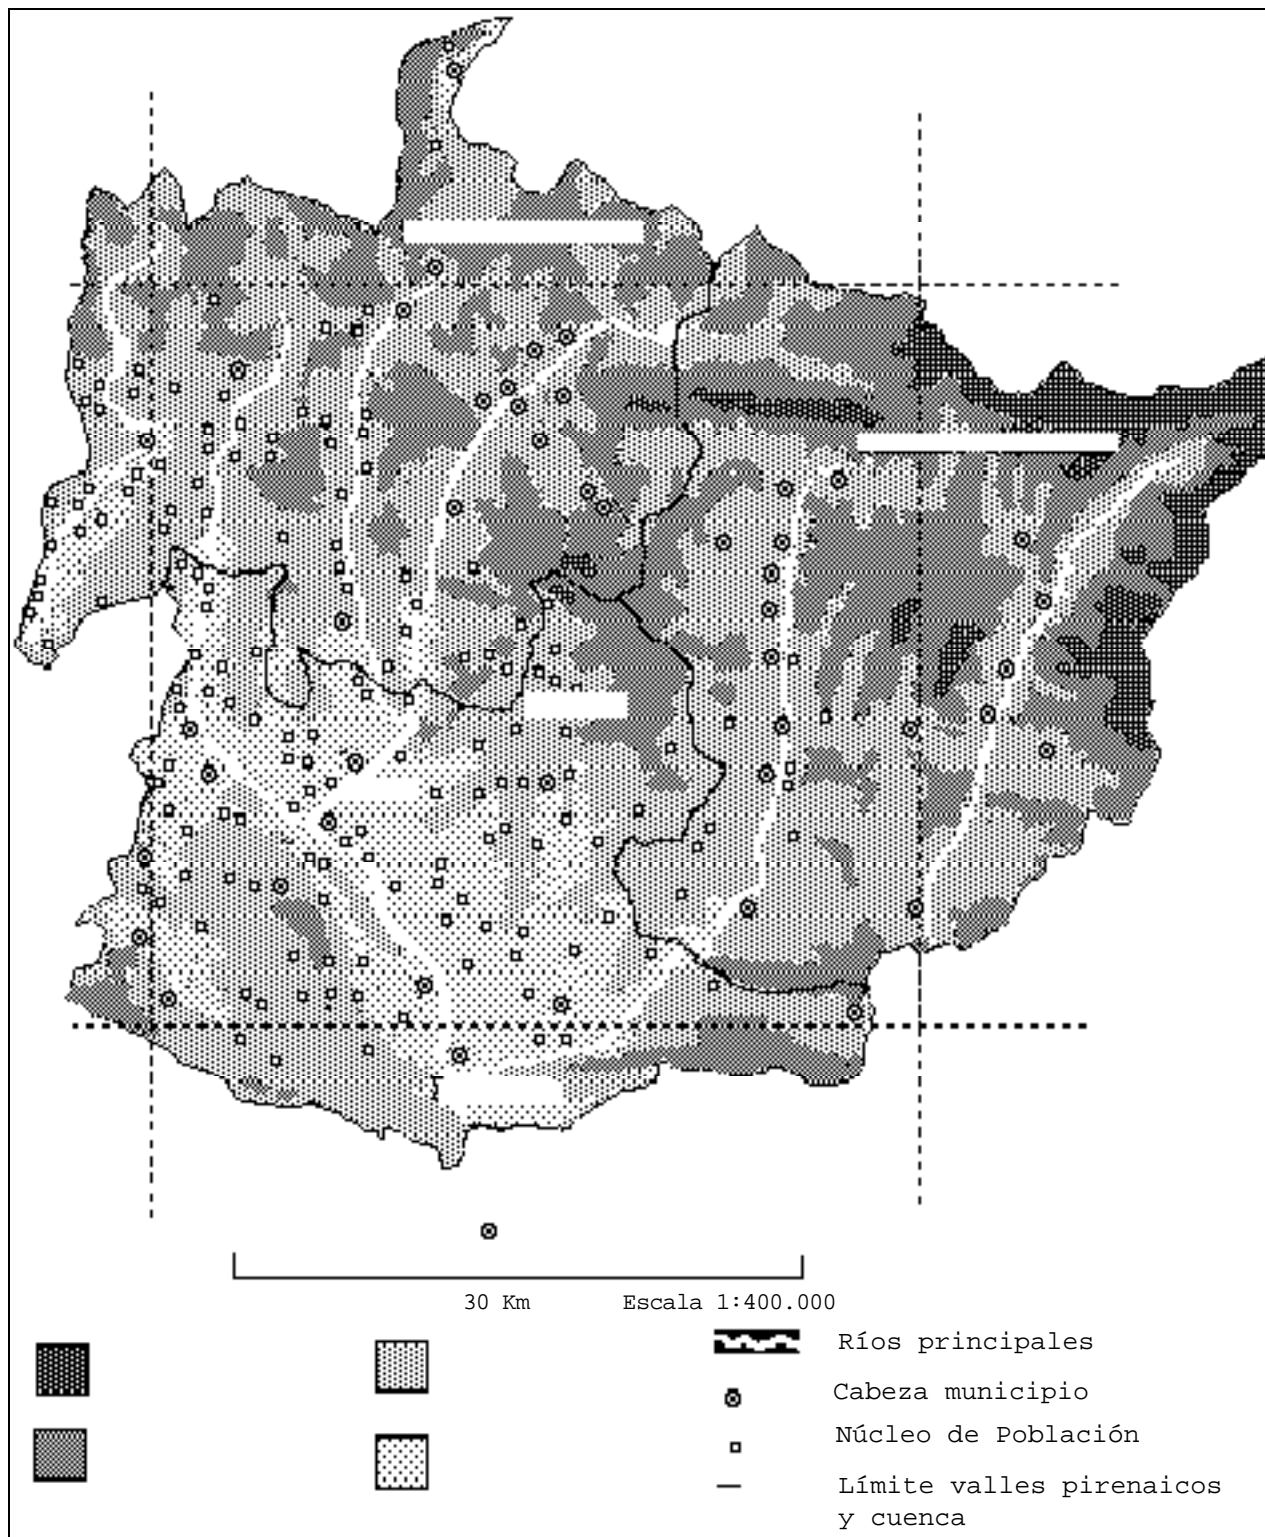 30 Km
Escala 1:400.000
Ríos principales
Cabeza municipio
Núcleo de Población
Límite valles pirenaicos
y cuenca